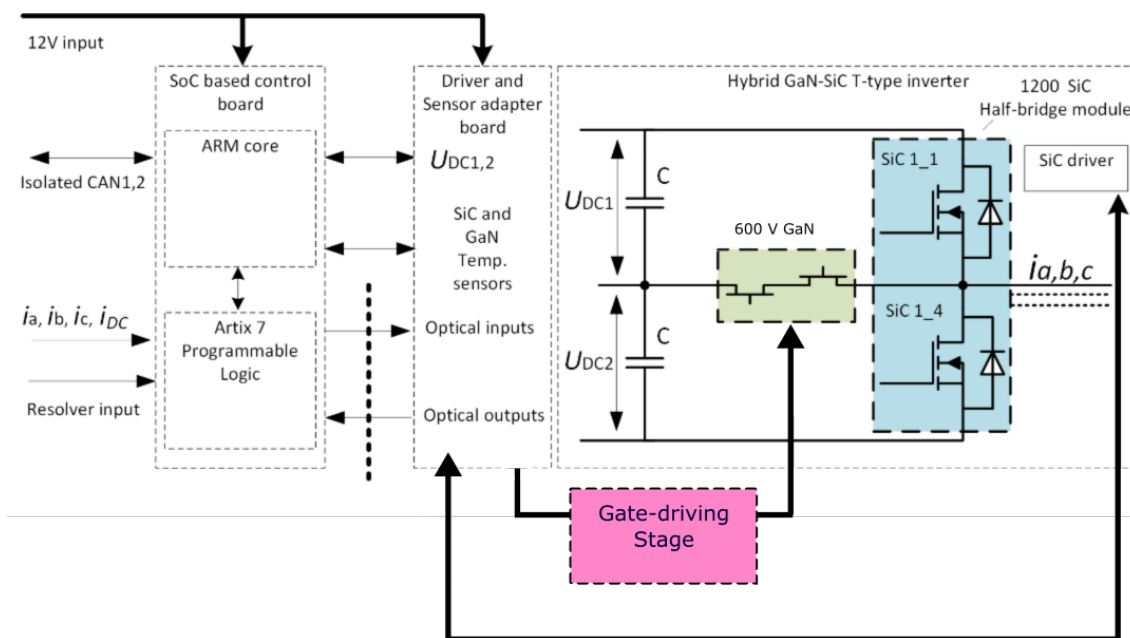 12V input
SoC based control
board
ARM core
Isolated CAN1,2
ia, ib, ic, iDC
Artix 7
Programmable
Logic
Resolver input
Driver and
Sensor adapter
board
UDC1,2
SiC and
GaN
Temp.
sensors
Optical inputs
Optical outputs
Hybrid GaN-SiC T-type inverter
1200 SiC
Half-bridge module
SiC 1_1
SiC driver
UDC1
C
600 V GaN
ia,b,c
SiC 1_4
UDC2
C
Gate-driving
Stage